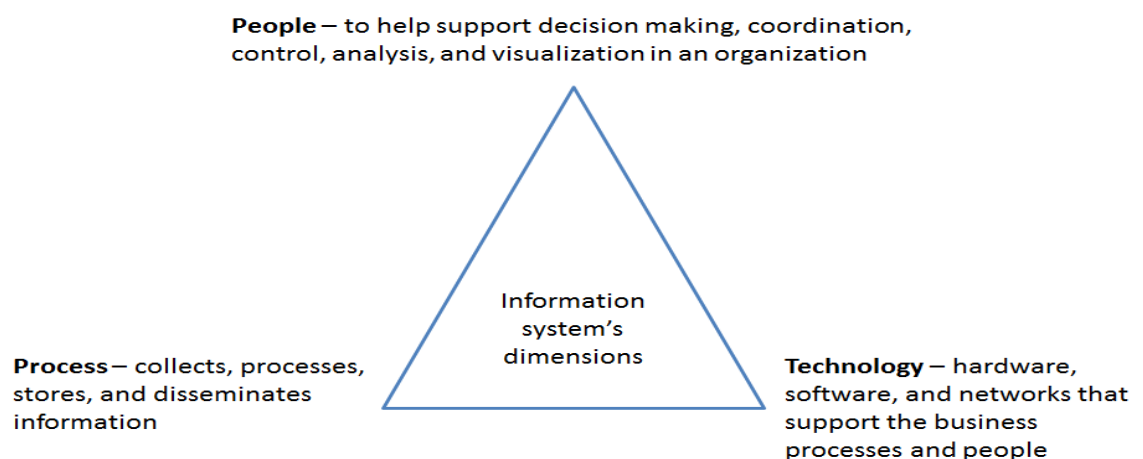 People – to help support decision making, coordination,
control, analysis, and visualization in an organization
Information
system’s
dimensions
Process – collects, processes,
stores, and disseminates
information
Technology – hardware,
software, and networks that
support the business
processes and people